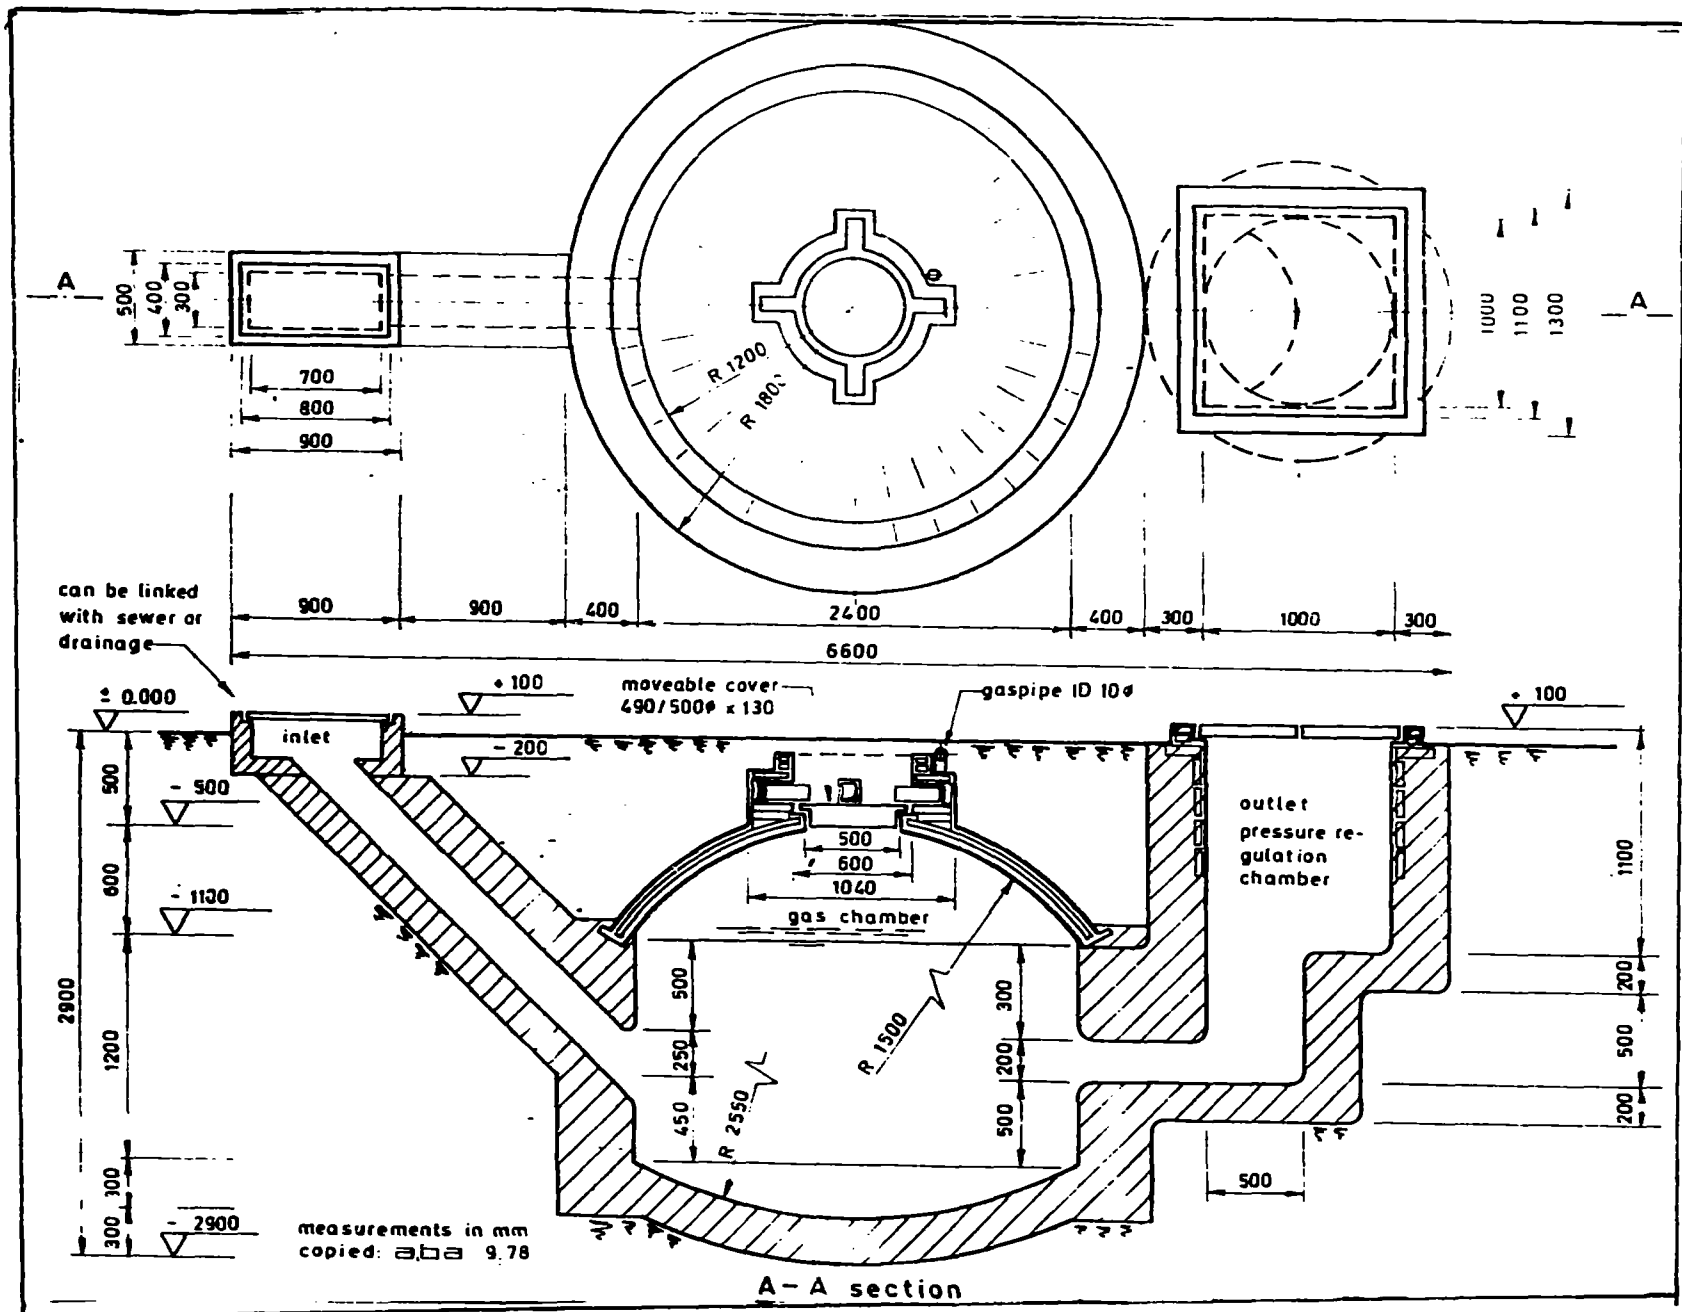 A
A
500
400
300
700
800
900
R 1200
R 1800
1000
1100
1300
can be linked
with sewer or
drainage
900
900
400
2400
400
300
1000
300
6600
± 0.000
+ 100
moveable cover
490/500ø x 130
gaspipe ID 10ø
+ 100
inlet
- 200
500
- 500
600
- 1100
2900
1200
300
- 2900
500
600
1040
gas chamber
outlet
pressure re-
gulation
chamber
1100
200
500
200
500
250
450
R 2550
R 1500
300
200
500
500
measurements in mm
copied: aba 9.78
A-A section